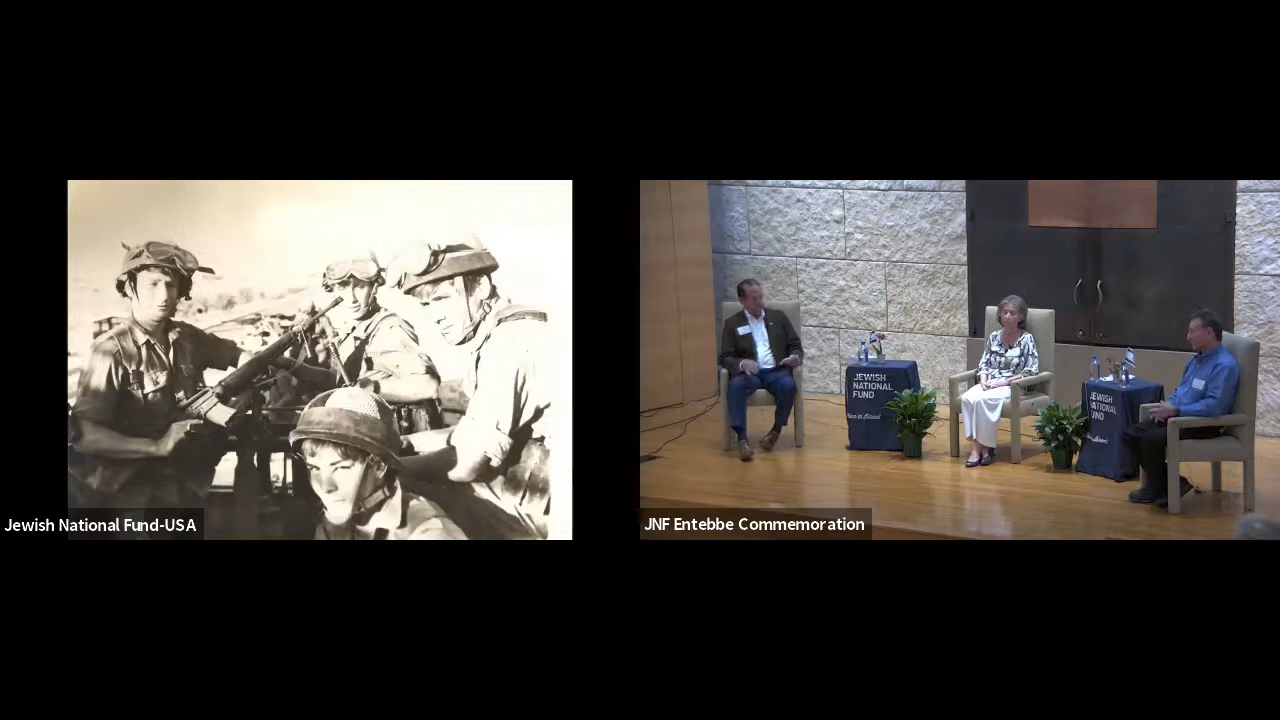 Jewish National Fund-USA
JNF Entebbe Commemoration
JEWISH
NATIONAL
FUND
JEWISH
NATIONAL
FUND